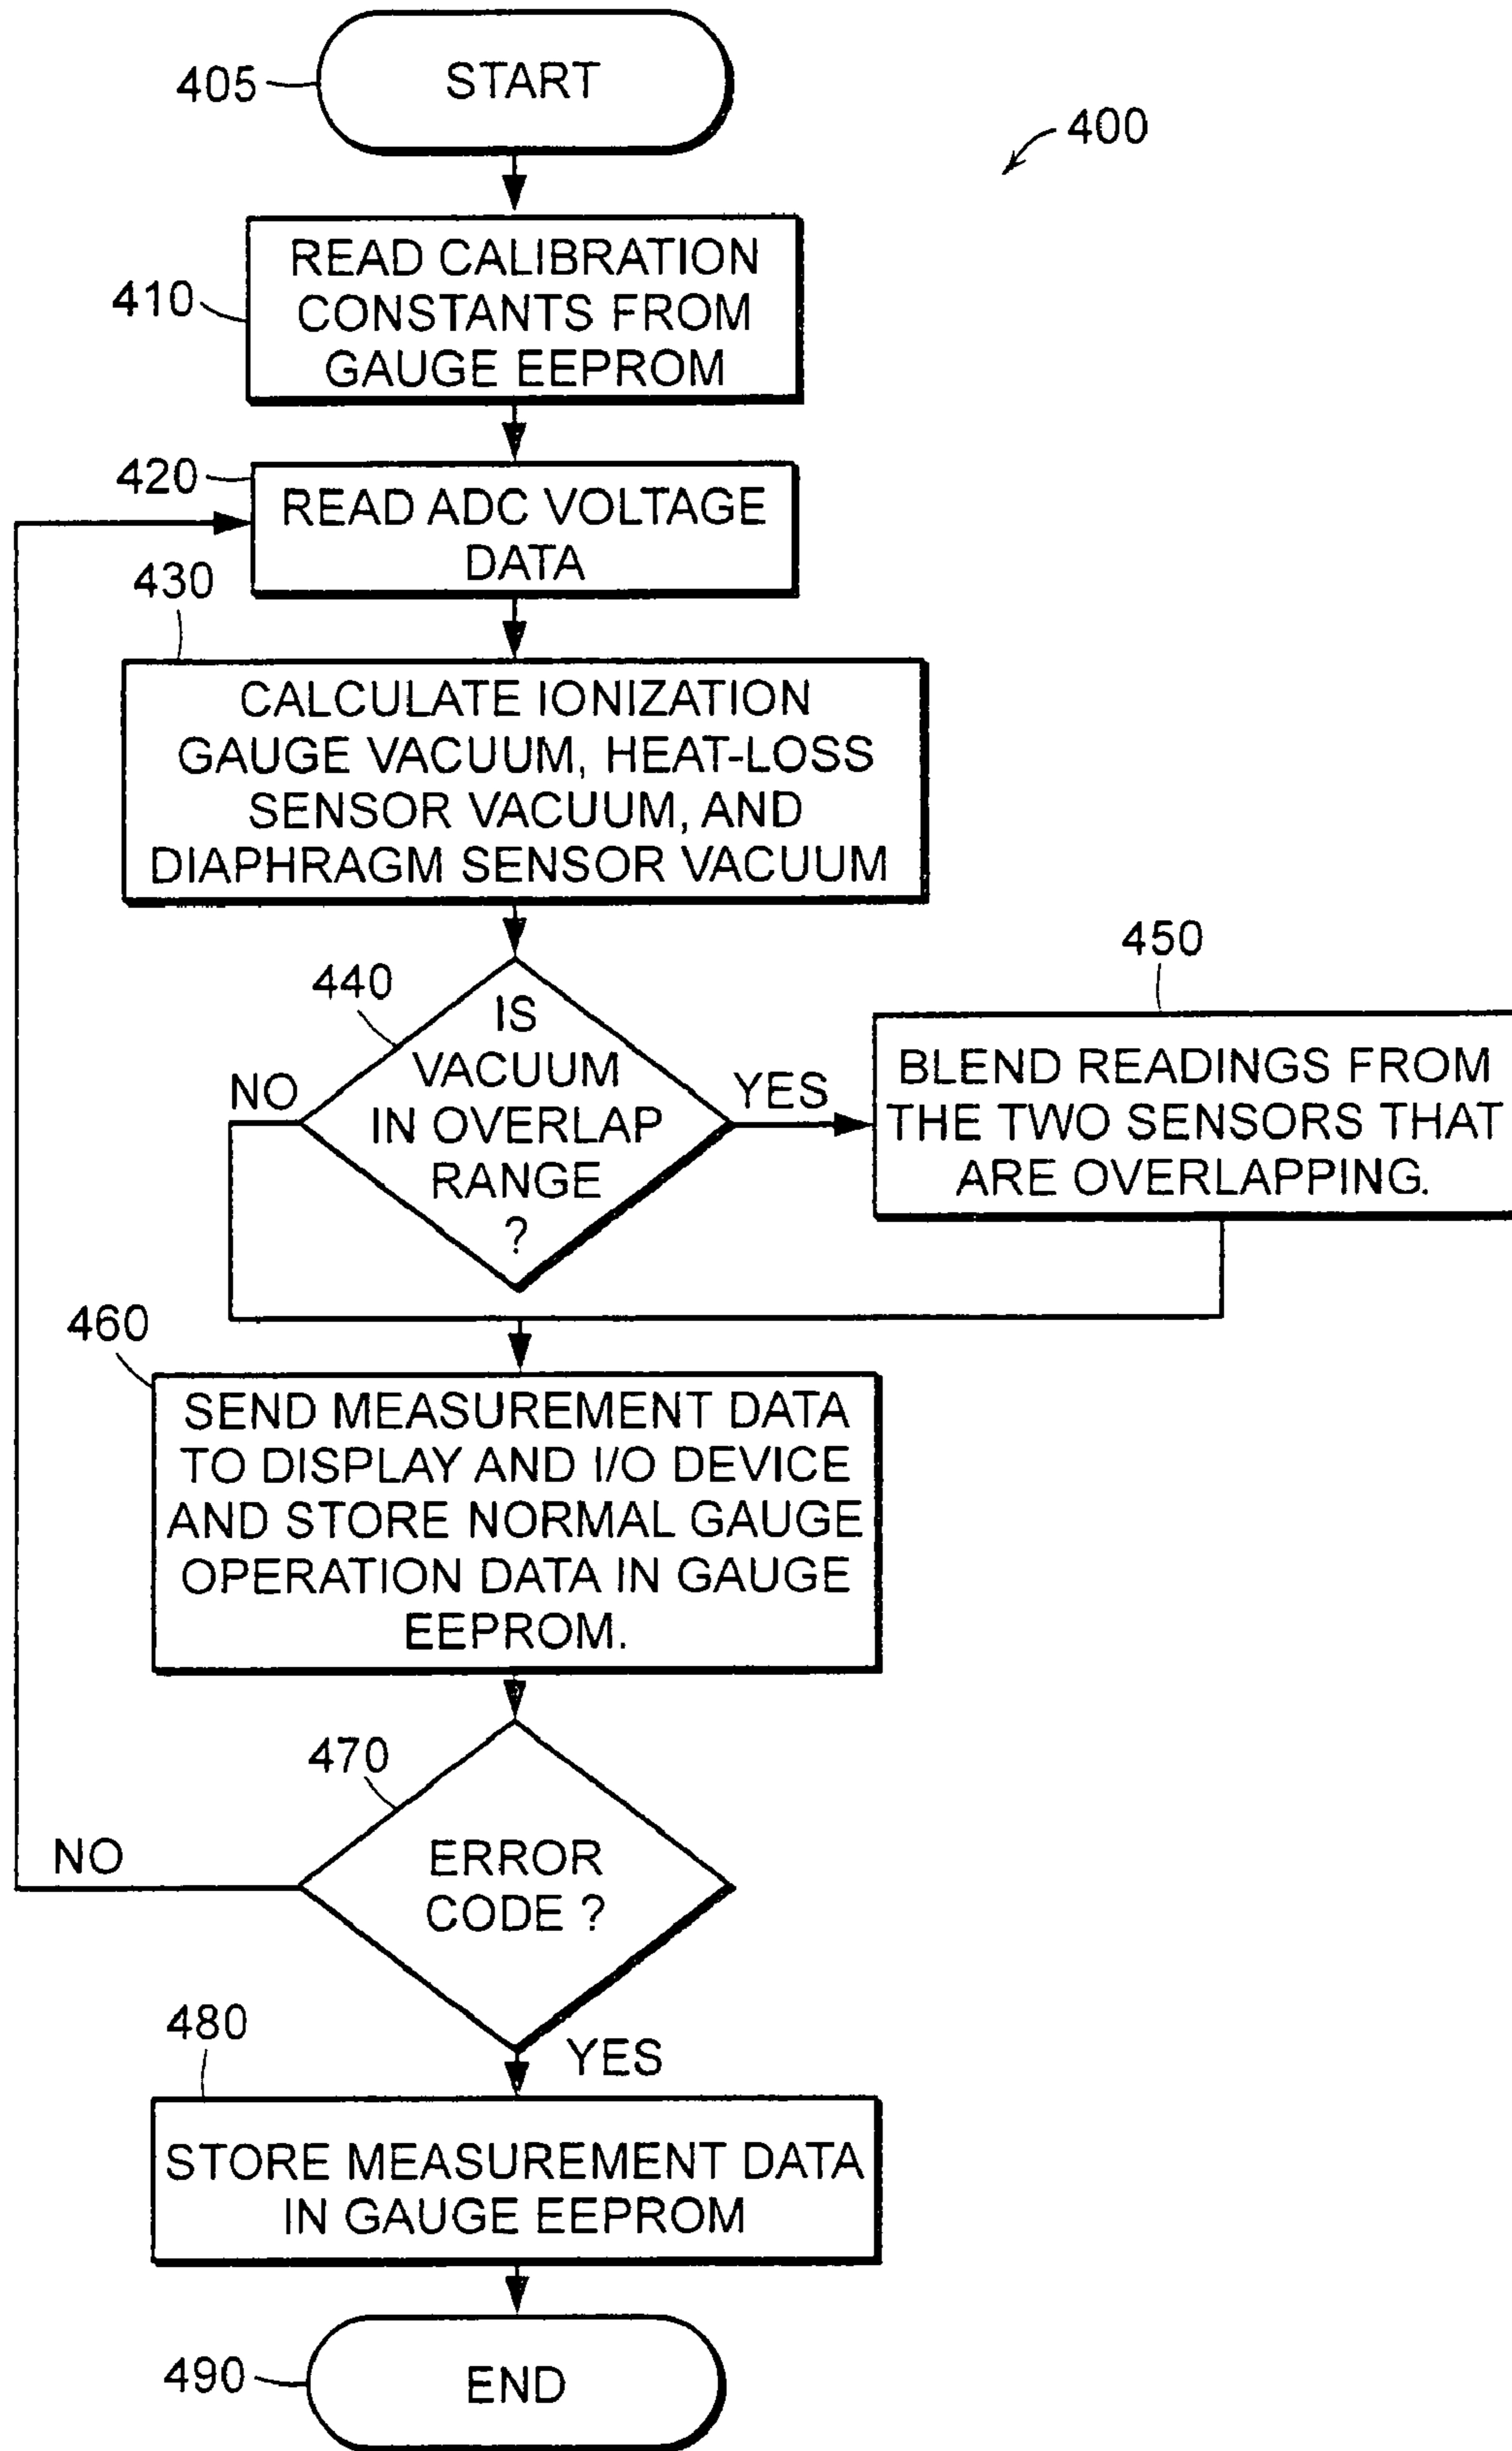 START
405
400
READ CALIBRATION
CONSTANTS FROM
GAUGE EEPROM
410
420
READ ADC VOLTAGE
DATA
430
CALCULATE IONIZATION
GAUGE VACUUM, HEAT-LOSS
SENSOR VACUUM, AND
DIAPHRAGM SENSOR VACUUM
440
IS
VACUUM
IN OVERLAP
RANGE
?
NO
YES
450
BLEND READINGS FROM
THE TWO SENSORS THAT
ARE OVERLAPPING.
460
SEND MEASUREMENT DATA
TO DISPLAY AND I/O DEVICE
AND STORE NORMAL GAUGE
OPERATION DATA IN GAUGE
EEPROM.
470
ERROR
CODE ?
NO
YES
480
STORE MEASUREMENT DATA
IN GAUGE EEPROM
490
END